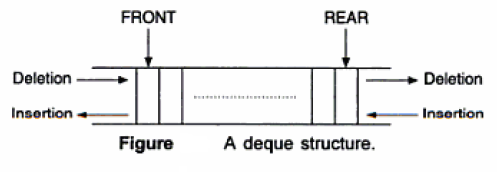 FRONT REAR
Deletion Deletion
Insertion Insertion
Figure A deque structure.